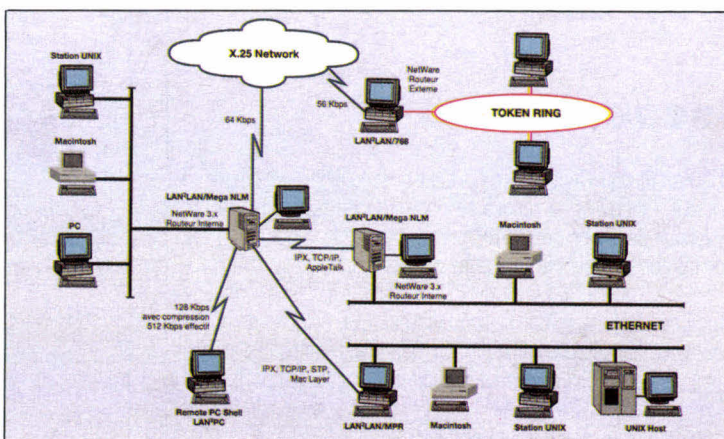 X.25 Network
Station UNIX
Macintosh
PC
64 Kbps
56 Kbps
NetWare
Routeur
Externe
TOKEN RING
LAN²LAN/766
LAN²LAN/Mega NLM
NetWare 3.x
Routeur Interne
LAN²LAN/Mega NLM
IPX, TCP/IP,
AppleTalk
NetWare 3.x
Routeur Interne
Macintosh
Station UNIX
128 Kbps
avec compression
512 Kbps effectif
ETHERNET
IPX, TCP/IP, STP,
Mac Layer
Remote PC Shell
LAN²PC
LAN²LAN/MPR
Macintosh
Station UNIX
UNIX Host